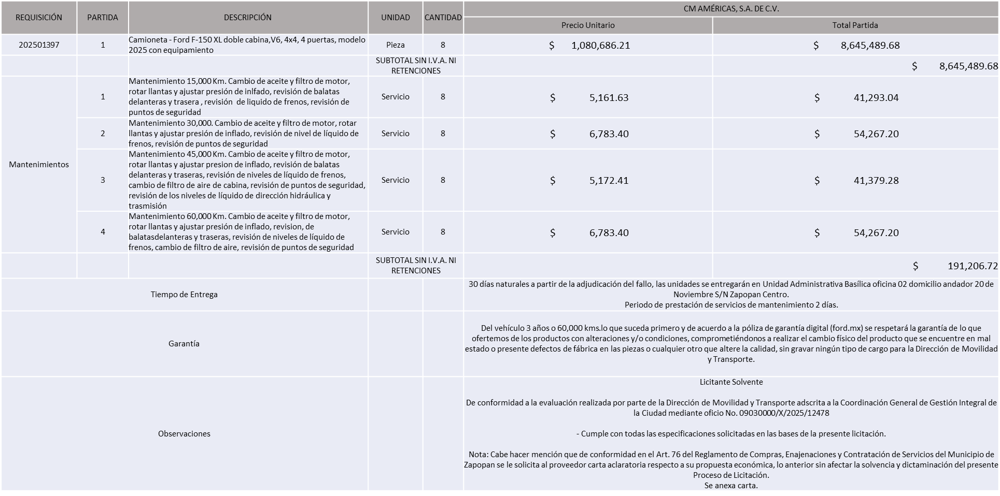 REQUISICIÓN PARTIDA DESCRIPCIÓN UNIDAD CANTIDAD CM AMÉRICAS, S.A. DE C.V.
Precio Unitario Total Partida
202501397 1 Camioneta - Ford F-150 XL doble cabina,V6, 4x4, 4 puertas, modelo
2025 con equipamiento Pieza 8 $ 1,080,686.21 $ 8,645,489.68
SUBTOTAL SIN I.V.A. NI
RETENCIONES $ 8,645,489.68
Mantenimientos
1 Mantenimiento 15,000 Km. Cambio de aceite y filtro de motor,
rotar llantas y ajustar presión de inlfado, revisión de balatas
delanteras y trasera , revisión  de liquido de frenos, revisión de
puntos de seguridad Servicio 8 $ 5,161.63 $ 41,293.04
2 Mantenimiento 30,000. Cambio de aceite y filtro de motor, rotar
llantas y ajustar presión de inflado, revisión de nivel de líquido de
frenos, revisión de puntos de seguridad Servicio 8 $ 6,783.40 $ 54,267.20
3 Mantenimiento 45,000 Km. Cambio de aceite y filtro de motor,
rotar llantas y ajustar presion de inflado, revisión de balatas
delanteras y traseras, revisión de niveles de líquido de frenos,
cambio de filtro de aire de cabina, revisión de puntos de seguridad,
revisión de los niveles de líquido de dirección hidráulica y
trasmisión Servicio 8 $ 5,172.41 $ 41,379.28
4 Mantenimiento 60,000 Km. Cambio de aceite y filtro de motor,
rotar llantas y ajustar presión de inflado, revision, de
balatasdelanteras y traseras, revisión de niveles de líquido de
frenos, cambio de filtro de aire, revisión de puntos de seguridad Servicio 8 $ 6,783.40 $ 54,267.20
SUBTOTAL SIN I.V.A. NI
RETENCIONES $ 191,206.72
Tiempo de Entrega
30 días naturales a partir de la adjudicación del fallo, las unidades se entregarán en Unidad Administrativa Basílica oficina 02 domicilio andador 20 de
Noviembre S/N Zapopan Centro.
Periodo de prestación de servicios de mantenimiento 2 días.
Garantía
Del vehículo 3 años o 60,000 kms.lo que suceda primero y de acuerdo a la póliza de garantía digital (ford.mx) se respetará la garantía de lo que
ofertemos de los productos con alteraciones y/o condiciones, comprometiéndonos a realizar el cambio físico del producto que se encuentre en mal
estado o presente defectos de fábrica en las piezas o cualquier otro que altere la calidad, sin gravar ningún tipo de cargo para la Dirección de Movilidad
y Transporte.
Observaciones
Licitante Solvente
De conformidad a la evaluación realizada por parte de la Dirección de Movilidad y Transporte adscrita a la Coordinación General de Gestión Integral de
la Ciudad mediante oficio No. 09030000/X/2025/12478
- Cumple con todas las especificaciones solicitadas en las bases de la presente licitación.
Nota: Cabe hacer mención que de conformidad en el Art. 76 del Reglamento de Compras, Enajenaciones y Contratación de Servicios del Municipio de
Zapopan se le solicita al proveedor carta aclaratoria respecto a su propuesta económica, lo anterior sin afectar la solvencia y dictaminación del presente
Proceso de Licitación.
Se anexa carta.